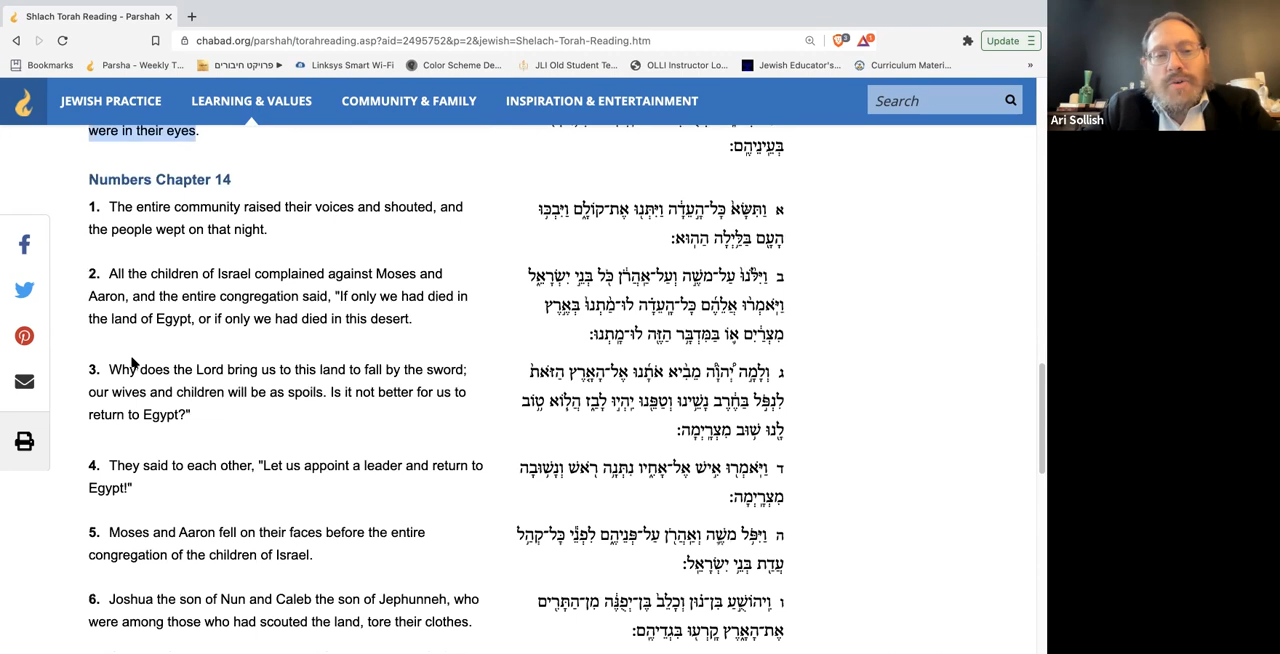 Shlach Torah Reading - Parshah
chabad.org/parshah/torahreading.asp?aid=2495752&p=2&jewish=Shelach-Torah-Reading.htm
3
1
Update
Bookmarks
Parsha - Weekly T...
פרויקט חיבורים
Linksys Smart Wi-Fi
Color Scheme De...
JLI Old Student Te...
OLLI Instructor Lo...
Jewish Educator's...
Curriculum Materi...
»
JEWISH PRACTICE
LEARNING & VALUES
COMMUNITY & FAMILY
INSPIRATION & ENTERTAINMENT
Search
Ari Sollish
were in their eyes.
בְּעֵינֵיהֶֽם:
Numbers Chapter 14
1. The entire community raised their voices and shouted, and
the people wept on that night.
א וַתִּשָּׂא֙ כָּל־הָ֣עֵדָ֔ה וַיִּתְּנ֖וּ אֶת־קוֹלָ֑ם וַיִּבְכּ֥וּ
הָעָ֖ם בַּלַּ֥יְלָה הַהֽוּא:
2. All the children of Israel complained against Moses and
Aaron, and the entire congregation said, "If only we had died in
the land of Egypt, or if only we had died in this desert.
ב וַיִּלֹּ֨נוּ֙ עַל־משֶׁ֣ה וְעַל־אַֽהֲרֹ֔ן כֹּ֖ל בְּנֵ֣י יִשְׂרָאֵ֑ל
וַיֹּֽאמְר֨וּ אֲלֵהֶ֜ם כָּל־הָֽעֵדָ֗ה לוּ־מַ֨תְנוּ֙ בְּאֶ֣רֶץ
מִצְרַ֔יִם א֛וֹ בַּמִּדְבָּ֥ר הַזֶּ֖ה לוּ־מָֽתְנוּ:
3. Why does the Lord bring us to this land to fall by the sword;
our wives and children will be as spoils. Is it not better for us to
return to Egypt?"
ג וְלָמָ֣ה יְ֠הֹוָ֠ה מֵבִ֨יא אֹתָ֜נוּ אֶל־הָאָ֤רֶץ הַזֹּאת֙
לִנְפֹּ֣ל בַּחֶ֔רֶב נָשֵׁ֥ינוּ וְטַפֵּ֖נוּ יִֽהְי֣וּ לָבַ֑ז הֲל֧וֹא ט֦וֹב
לָ֖נוּ שׁ֥וּב מִצְרָֽיְמָה:
4. They said to each other, "Let us appoint a leader and return to
Egypt!"
ד וַיֹּֽאמְר֖וּ אִ֣ישׁ אֶל־אָחִ֑יו נִתְּנָ֥ה רֹ֖אשׁ וְנָשׁ֥וּבָה
מִצְרָֽיְמָה:
5. Moses and Aaron fell on their faces before the entire
congregation of the children of Israel.
ה וַיִּפֹּ֥ל משֶׁ֛ה וְאַֽהֲרֹ֖ן עַל־פְּנֵיהֶ֑ם לִפְנֵ֕י כָּל־קְהַ֥ל
עֲדַ֖ת בְּנֵ֥י יִשְׂרָאֵֽל:
6. Joshua the son of Nun and Caleb the son of Jephunneh, who
were among those who had scouted the land, tore their clothes.
ו וִֽיהוֹשֻׁ֣עַ בִּן־נ֗וּן וְכָלֵב֙ בֶּן־יְפֻנֶּ֔ה מִן־הַתָּרִ֖ים
אֶת־הָאָ֑רֶץ קָֽרְע֖וּ בִּגְדֵיהֶֽם: